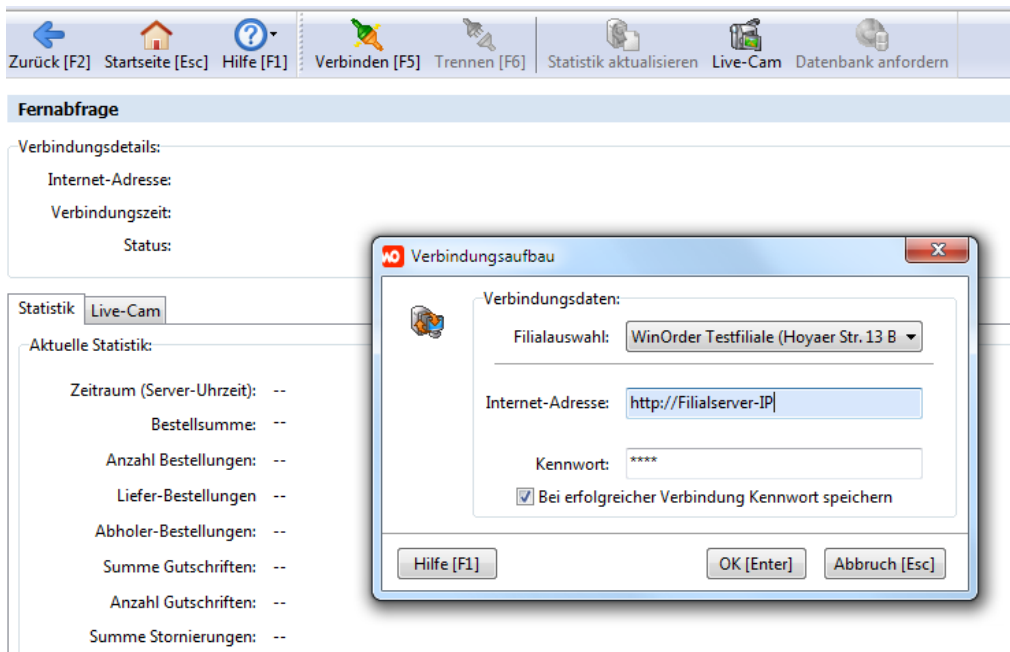 Zurück [F2] Startseite [Esc] Hilfe [F1] Verbinden [F5] Trennen [F6] Statistik aktualisieren Live-Cam Datenbank anfordern
Fernabfrage
Verbindungsdetails:
Internet-Adresse:
Verbindungszeit:
Status:
Statistik Live-Cam
Aktuelle Statistik:
Zeitraum (Server-Uhrzeit): --
Bestellsumme: --
Anzahl Bestellungen: --
Liefer-Bestellungen --
Abholer-Bestellungen: --
Summe Gutschriften: --
Anzahl Gutschriften: --
Summe Stornierungen: --
WO Verbindungsaufbau
Verbindungsdaten:
Filialauswahl: WinOrder Testfiliale (Hoyaer Str. 13 B
Internet-Adresse: http://Filialserver-IP
Kennwort: ****
Bei erfolgreicher Verbindung Kennwort speichern
Hilfe [F1] OK [Enter] Abbruch [Esc]